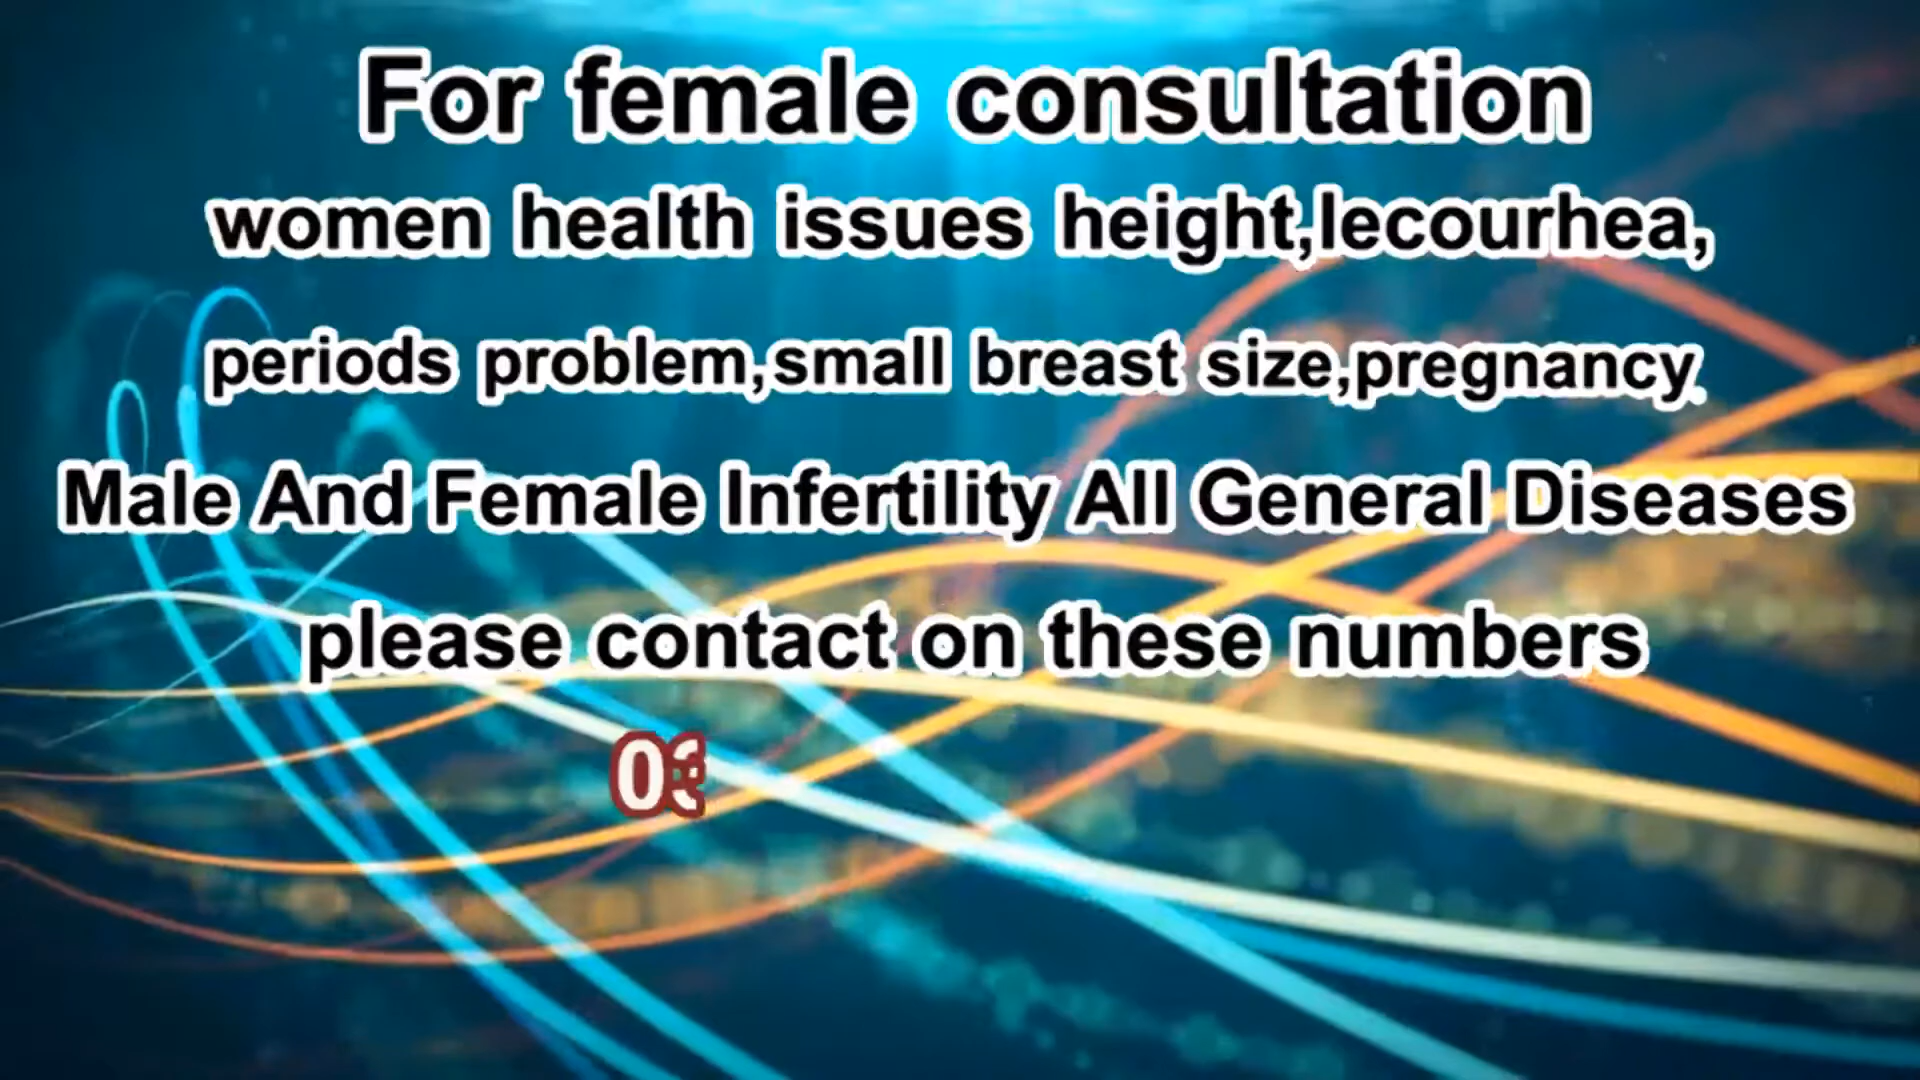 For female consultation
women health issues height,lecourhea,
periods problem,small breast size,pregnancy.
Male And Female Infertility All General Diseases
please contact on these numbers
03